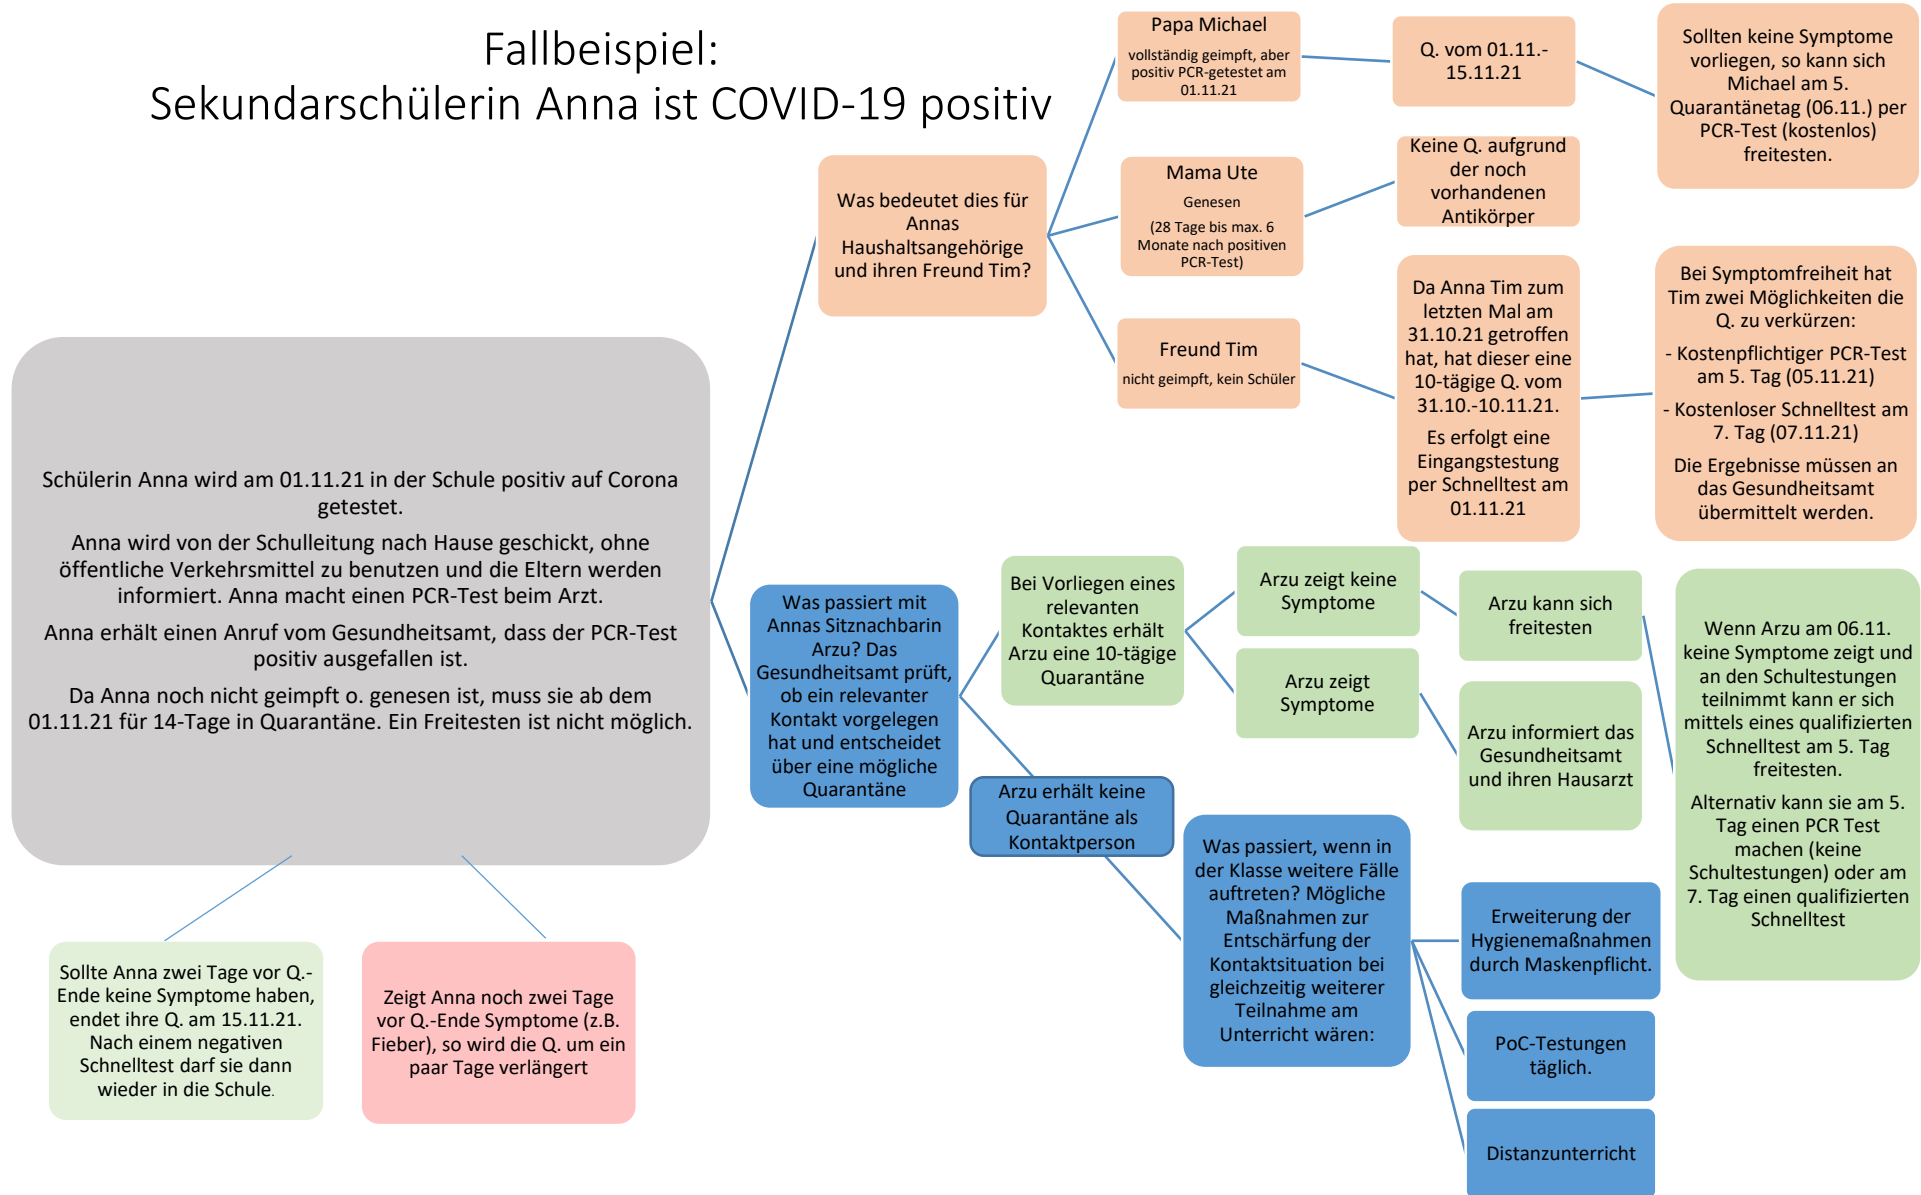 Fallbeispiel:
Sekundarschülerin Anna ist COVID-19 positiv
Schülerin Anna wird am 01.11.21 in der Schule positiv auf Corona
getestet.
Anna wird von der Schulleitung nach Hause geschickt, ohne
öffentliche Verkehrsmittel zu benutzen und die Eltern werden
informiert. Anna macht einen PCR-Test beim Arzt.
Anna erhält einen Anruf vom Gesundheitsamt, dass der PCR-Test
positiv ausgefallen ist.
Da Anna noch nicht geimpft o. genesen ist, muss sie ab dem
01.11.21 für 14-Tage in Quarantäne. Ein Freitesten ist nicht möglich.
Sollte Anna zwei Tage vor Q.-
Ende keine Symptome haben,
endet ihre Q. am 15.11.21.
Nach einem negativen
Schnelltest darf sie dann
wieder in die Schule.
Zeigt Anna noch zwei Tage
vor Q.-Ende Symptome (z.B.
Fieber), so wird die Q. um ein
paar Tage verlängert
Was bedeutet dies für
Annas
Haushaltsangehörige
und ihren Freund Tim?
Papa Michael
vollständig geimpft, aber
positiv PCR-getestet am
01.11.21
Q. vom 01.11.-
15.11.21
Sollten keine Symptome
vorliegen, so kann sich
Michael am 5.
Quarantänetag (06.11.) per
PCR-Test (kostenlos)
freitesten.
Mama Ute
Genesen
(28 Tage bis max. 6
Monate nach positiven
PCR-Test)
Keine Q. aufgrund
der noch
vorhandenen
Antikörper
Freund Tim
nicht geimpft, kein Schüler
Da Anna Tim zum
letzten Mal am
31.10.21 getroffen
hat, hat dieser eine
10-tägige Q. vom
31.10.-10.11.21.
Es erfolgt eine
Eingangstestung
per Schnelltest am
01.11.21
Bei Symptomfreiheit hat
Tim zwei Möglichkeiten die
Q. zu verkürzen:
- Kostenpflichtiger PCR-Test
am 5. Tag (05.11.21)
- Kostenloser Schnelltest am
7. Tag (07.11.21)
Die Ergebnisse müssen an
das Gesundheitsamt
übermittelt werden.
Was passiert mit
Annas Sitznachbarin
Arzu? Das
Gesundheitsamt prüft,
ob ein relevanter
Kontakt vorgelegen
hat und entscheidet
über eine mögliche
Quarantäne
Bei Vorliegen eines
relevanten
Kontaktes erhält
Arzu eine 10-tägige
Quarantäne
Arzu zeigt keine
Symptome
Arzu kann sich
freitesten
Wenn Arzu am 06.11.
keine Symptome zeigt und
an den Schultestungen
teilnimmt kann er sich
mittels eines qualifizierten
Schnelltest am 5. Tag
freitesten.
Alternativ kann sie am 5.
Tag einen PCR Test
machen (keine
Schultestungen) oder am
7. Tag einen qualifizierten
Schnelltest
Arzu zeigt
Symptome
Arzu informiert das
Gesundheitsamt
und ihren Hausarzt
Arzu erhält keine
Quarantäne als
Kontaktperson
Was passiert, wenn in
der Klasse weitere Fälle
auftreten? Mögliche
Maßnahmen zur
Entschärfung der
Kontaktsituation bei
gleichzeitig weiterer
Teilnahme am
Unterricht wären:
Erweiterung der
Hygienemaßnahmen
durch Maskenpflicht.
PoC-Testungen
täglich.
Distanzunterricht